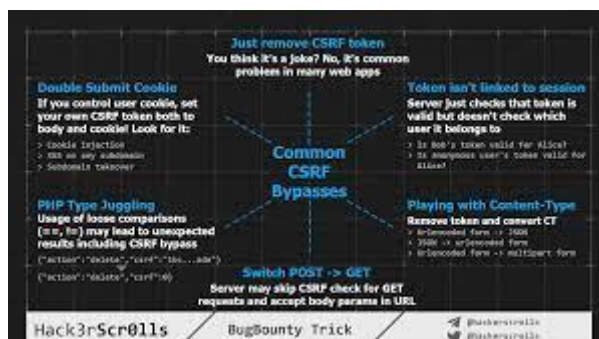 Just remove CSRF token
You think it's a joke? No, it's common
problem in many web apps
Double Submit Cookie
If you control user cookie, set
your own CSRF token both to
body and cookie! Look for it:
> Cookie injection
> XSS on any subdomain
> Subdomain takeover
Token isn't linked to session
Server just checks that token is
valid but doesn't check which
user it belongs to
> Is Bob's token valid for Alice?
> Is anonymous user's token valid for
Alice?
Common
CSRF
Bypasses
PHP Type Juggling
Usage of loose comparisons
(==, !=) may lead to unexpected
results including CSRF bypass
{"action":"delete","csrf":
{"action":"delete","csrf":0}
Playing with Content-Type
Remove token and convert CT
> Urlencoded form -> JSON
> JSON -> urlencoded form
> Urlencoded form -> multipart form
Switch POST -> GET
Server may skip CSRF check for GET
requests and accept body params in URL
Hack3rScr0lls
BugBounty Trick
@hackerscrolls
@hackerscrolls